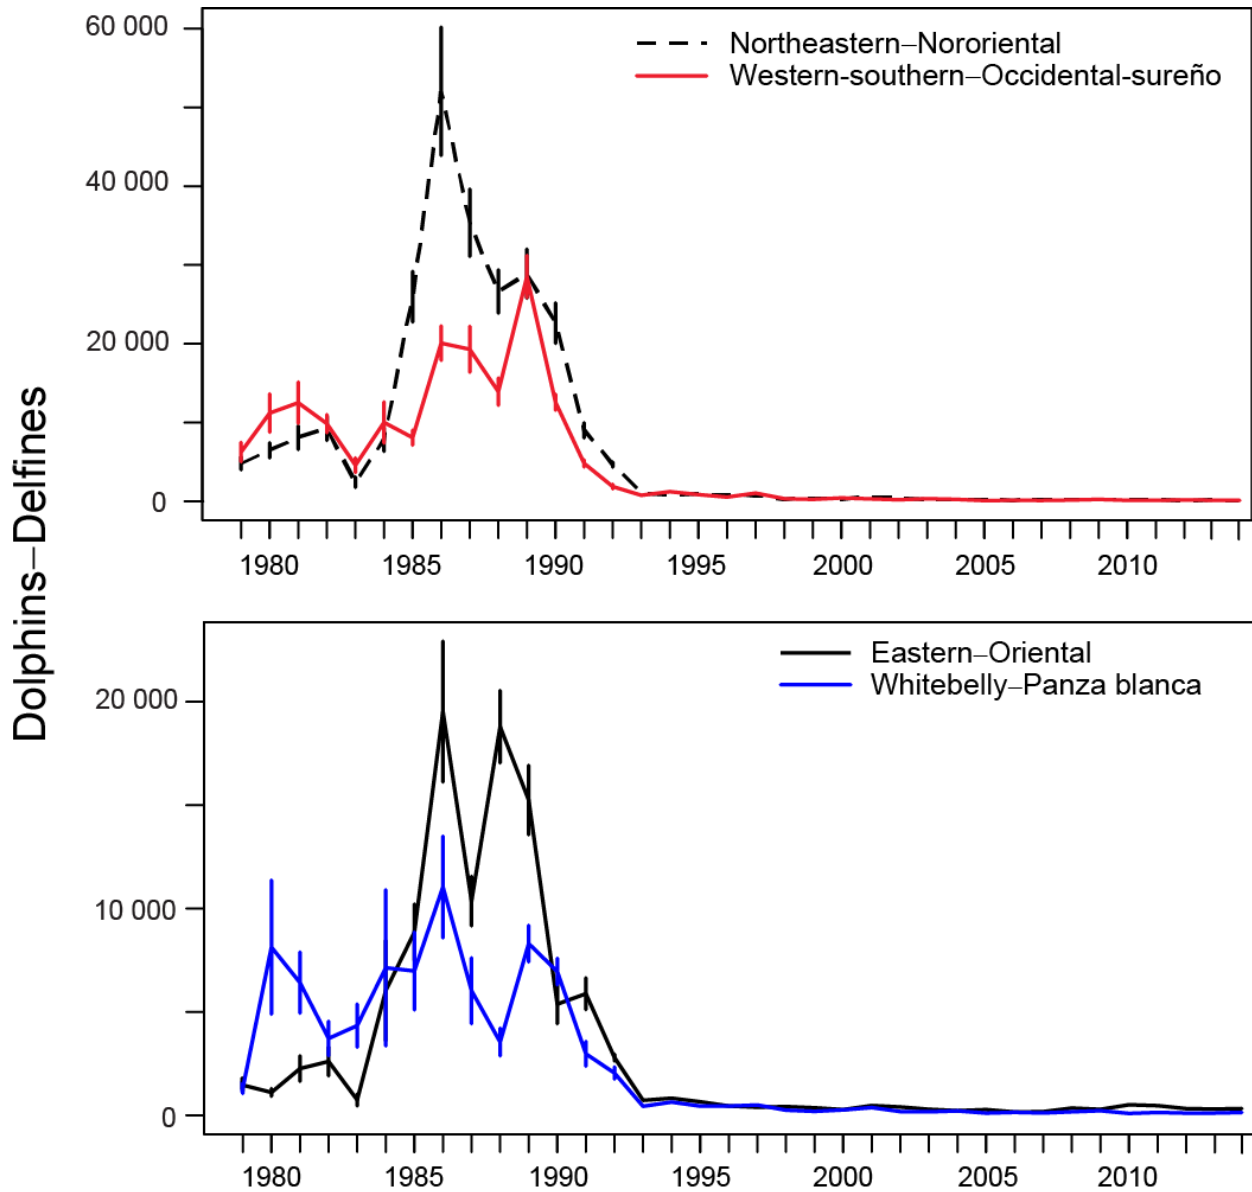 Dolphins–Delfines
60 000
40 000
20 000
0
Northeastern–Nororiental
Western-southern–Occidental-sureño
1980 1985 1990 1995 2000 2005 2010
20 000
10 000
0
Eastern–Oriental
Whitebelly–Panza blanca
1980 1985 1990 1995 2000 2005 2010